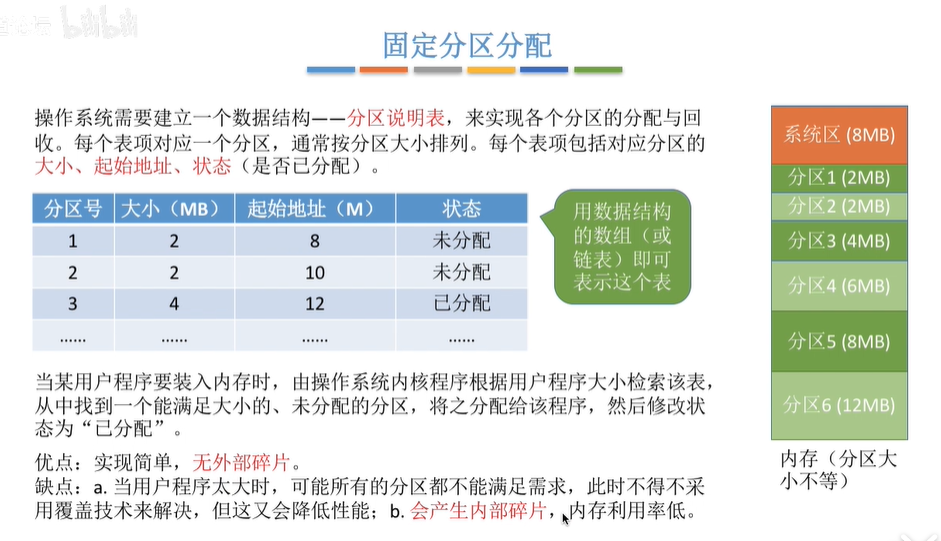 bilibili
固定分区分配
操作系统需要建立一个数据结构——分区说明表，来实现各个分区的分配与回
收。每个表项对应一个分区，通常按分区大小排列。每个表项包括对应分区的
大小、起始地址、状态（是否已分配）。
分区号 大小（MB） 起始地址（M） 状态
1 2 8 未分配
2 2 10 未分配
3 4 12 已分配
…… …… …… ……
用数据结构
的数组（或
链表）即可
表示这个表
当某用户程序要装入内存时，由操作系统内核程序根据用户程序大小检索该表，
从中找到一个能满足大小的、未分配的分区，将之分配给该程序，然后修改状
态为“已分配”。
优点：实现简单，无外部碎片。
缺点：a. 当用户程序太大时，可能所有的分区都不能满足需求，此时不得不采
用覆盖技术来解决，但这又会降低性能；b. 会产生内部碎片，内存利用率低。
系统区 (8MB)
分区1 (2MB)
分区2 (2MB)
分区3 (4MB)
分区4 (6MB)
分区5 (8MB)
分区6 (12MB)
内存（分区大
小不等）